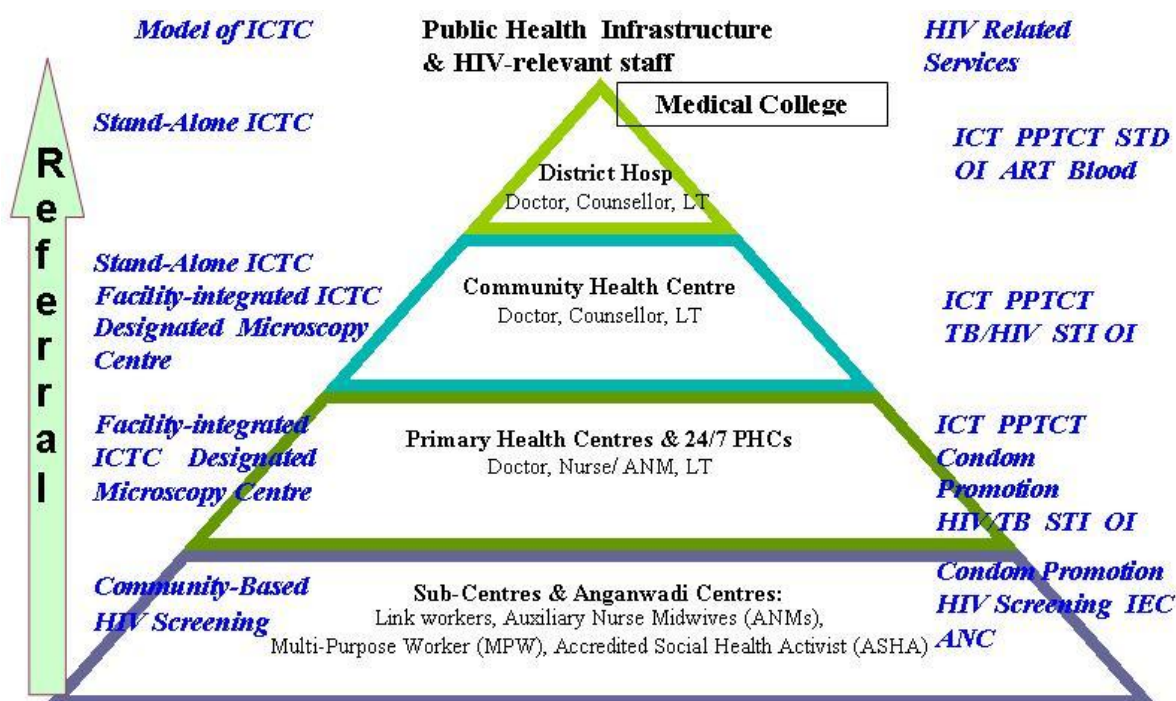 Model of ICTC
Public Health Infrastructure
& HIV-relevant staff
HIV Related
Services
Referral
Stand-Alone ICTC
Medical College
ICT PPTCT STD
OI ART Blood
District Hosp
Doctor, Counsellor, LT
Stand-Alone ICTC
Facility-integrated ICTC
Designated Microscopy
Centre
Community Health Centre
Doctor, Counsellor, LT
ICT PPTCT
TB/HIV STI OI
Facility-integrated
ICTC Designated
Microscopy Centre
Primary Health Centres & 24/7 PHCs
Doctor, Nurse/ ANM, LT
ICT PPTCT
Condom
Promotion
HIV/TB STI OI
Community-Based
HIV Screening
Sub-Centres & Anganwadi Centres:
Link workers, Auxiliary Nurse Midwives (ANMs),
Multi-Purpose Worker (MPW), Accredited Social Health Activist (ASHA)
Condom Promotion
HIV Screening IEC
ANC